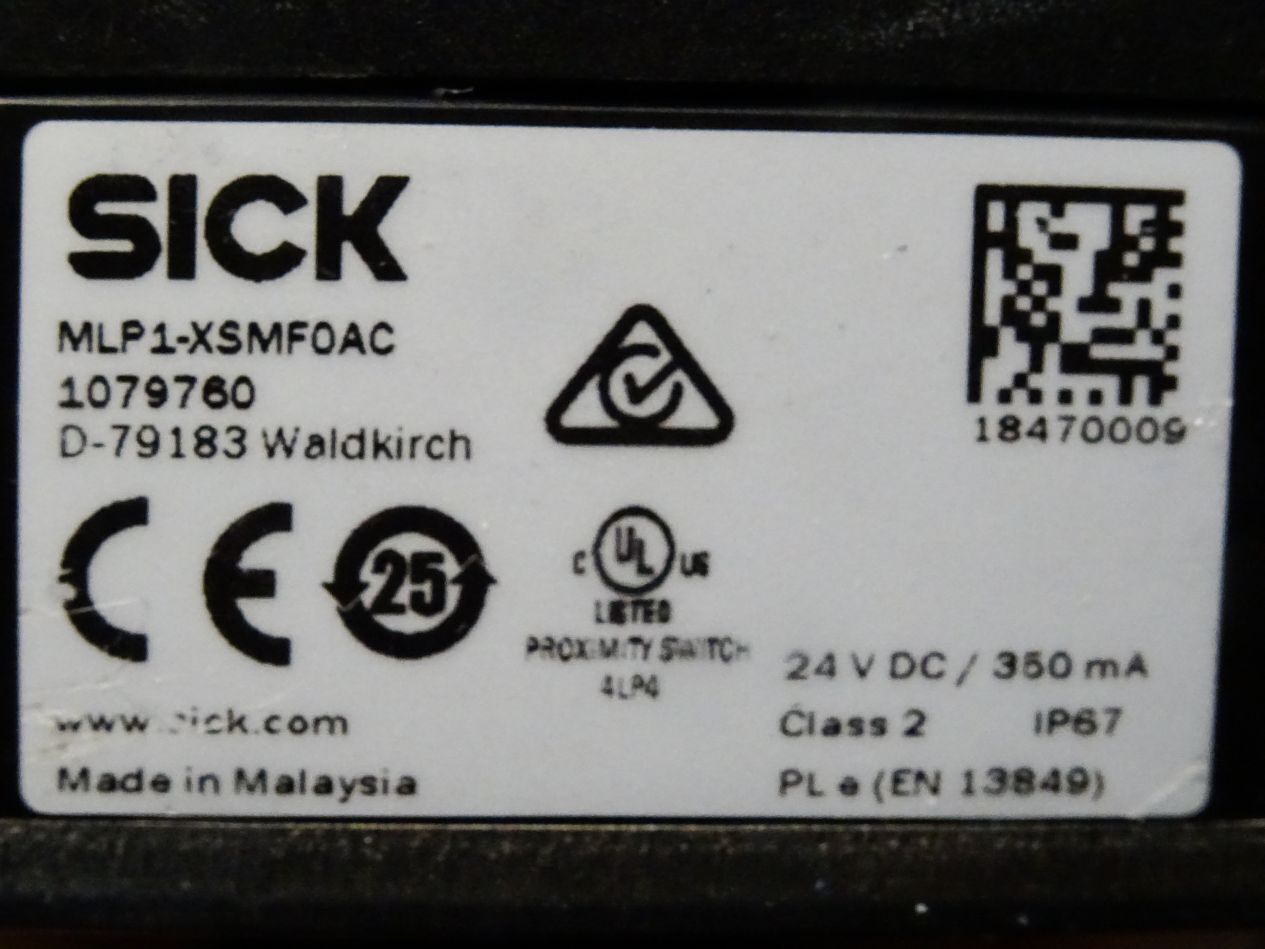 SICK
MLP1-XSMF0AC
1079760
D-79183 Waldkirch
18470009
CE
25
C UL US
LISTED
PROXIMITY SWITCH
4LP4
www.sick.com
Made in Malaysia
24 V DC / 350 mA
Class 2 IP67
PL e (EN 13849)